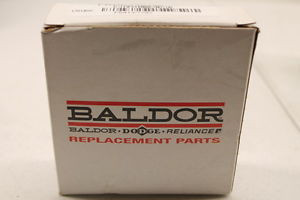 BALDOR
BALDOR · DODGE · RELIANCE
REPLACEMENT PARTS